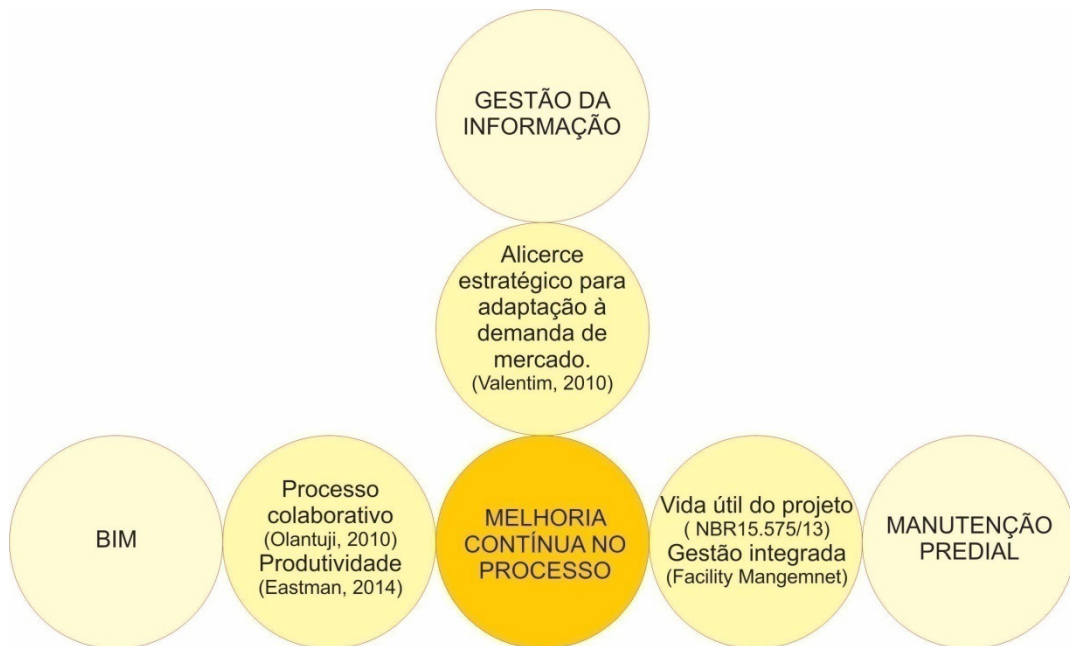 GESTÃO DA
INFORMAÇÃO
Alicerce
estratégico para
adaptação à
demanda de
mercado.
(Valentim, 2010)
BIM
Processo
colaborativo
(Olantuji, 2010)
Produtividade
(Eastman, 2014)
MELHORIA
CONTÍNUA NO
PROCESSO
Vida útil do projeto
( NBR15.575/13)
Gestão integrada
(Facility Mangemnet)
MANUTENÇÃO
PREDIAL